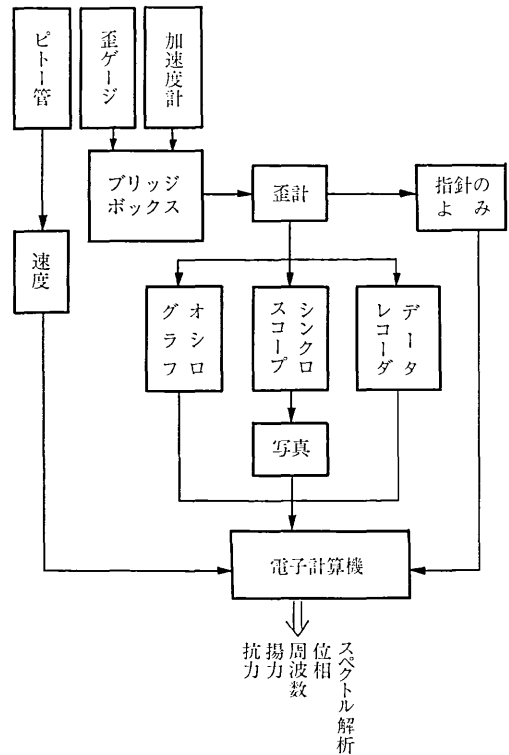 ピトー管
歪ゲージ
加速度計
ブリッジ
ボックス
歪計
指針の
よみ
速度
オシロ
グラフ
シンクロ
スコープ
データ
レコーダ
写真
電子計算機
スペクトル解析
位相
周波数
揚力
抗力